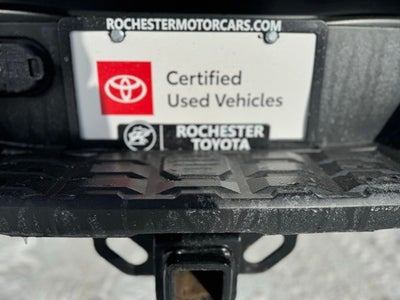 ROCHESTERMOTORCARS.COM
Certified
Used Vehicles
ROCHESTER
TOYOTA